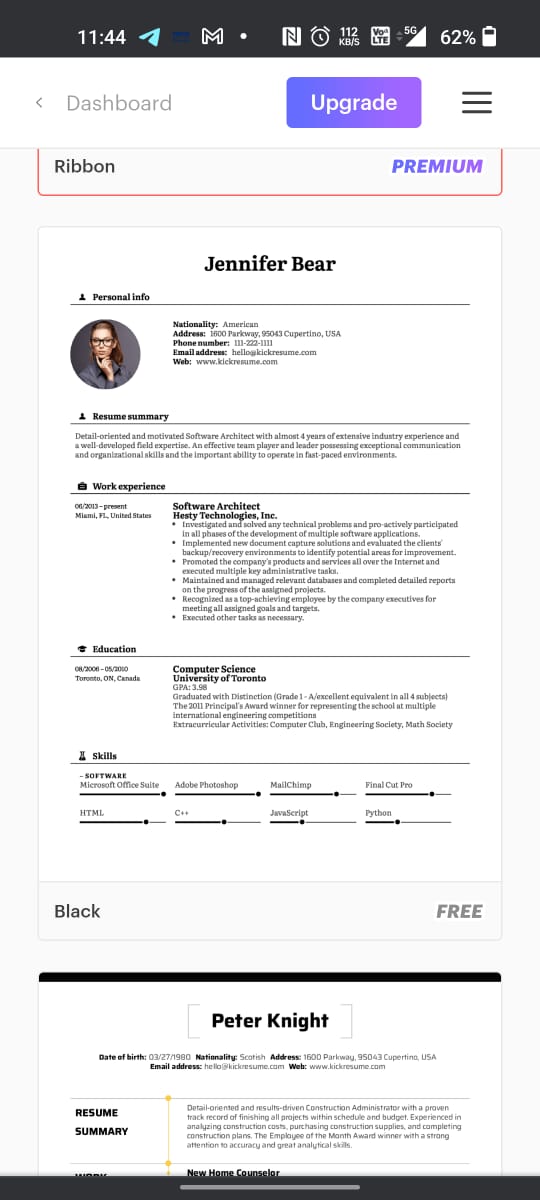 11:44
112 KB/S
VoA LTE
5G
62%
Dashboard
Upgrade
Ribbon
PREMIUM
Jennifer Bear
Personal info
Nationality: American
Address: 1600 Parkway, 95043 Cupertino, USA
Phone number: 111-222-1111
Email address: hello@kickresume.com
Web: www.kickresume.com
Resume summary
Detail-oriented and motivated Software Architect with almost 4 years of extensive industry experience and
a well-developed field expertise. An effective team player and leader possessing exceptional communication
and organizational skills and the important ability to operate in fast-paced environments.
Work experience
06/2013 – present
Miami, FL, United States
Software Architect
Hesty Technologies, Inc.
• Investigated and solved any technical problems and pro-actively participated
in all phases of the development of multiple software applications.
• Implemented new document capture solutions and evaluated the clients'
backup/recovery environments to identify potential areas for improvement.
• Promoted the company's products and services all over the Internet and
executed multiple key administrative tasks.
• Maintained and managed relevant databases and completed detailed reports
on the progress of the assigned projects.
• Recognized as a top-achieving employee by the company executives for
meeting all assigned goals and targets.
• Executed other tasks as necessary.
Education
08/2006 – 05/2010
Toronto, ON, Canada
Computer Science
University of Toronto
GPA: 3.98
Graduated with Distinction (Grade 1 - A/excellent equivalent in all 4 subjects)
The 2011 Principal's Award winner for representing the school at multiple
international engineering competitions
Extracurricular Activities: Computer Club, Engineering Society, Math Society
Skills
– SOFTWARE
Microsoft Office Suite Adobe Photoshop MailChimp Final Cut Pro
HTML C++ JavaScript Python
Black
FREE
Peter Knight
Date of birth: 03/27/1980 Nationality: Scotish Address: 1600 Parkway, 95043 Cupertino, USA
Email address: hello@kickresume.com Web: www.kickresume.com
RESUME
SUMMARY
Detail-oriented and results-driven Construction Administrator with a proven
track record of finishing all projects within schedule and budget. Experienced in
analyzing construction costs, purchasing construction supplies, and completing
construction plans. The Employee of the Month Award winner with a strong
attention to accuracy and great analytical skills.
New Home Counselor